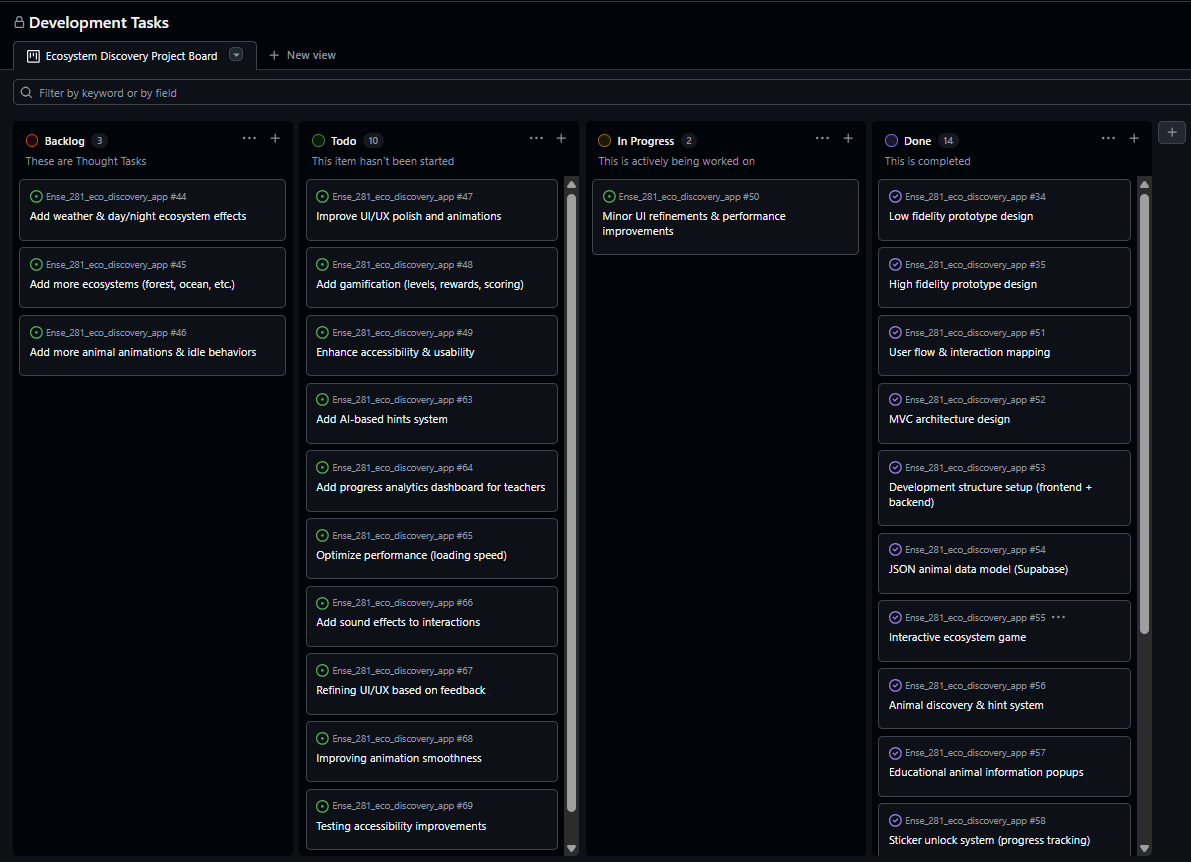 Development Tasks
Ecosystem Discovery Project Board
New view
Filter by keyword or by field
Backlog 3
These are Thought Tasks
Ense_281_eco_discovery_app #44
Add weather & day/night ecosystem effects
Ense_281_eco_discovery_app #45
Add more ecosystems (forest, ocean, etc.)
Ense_281_eco_discovery_app #46
Add more animal animations & idle behaviors
Todo 10
This item hasn't been started
Ense_281_eco_discovery_app #47
Improve UI/UX polish and animations
Ense_281_eco_discovery_app #48
Add gamification (levels, rewards, scoring)
Ense_281_eco_discovery_app #49
Enhance accessibility & usability
Ense_281_eco_discovery_app #63
Add AI-based hints system
Ense_281_eco_discovery_app #64
Add progress analytics dashboard for teachers
Ense_281_eco_discovery_app #65
Optimize performance (loading speed)
Ense_281_eco_discovery_app #66
Add sound effects to interactions
Ense_281_eco_discovery_app #67
Refining UI/UX based on feedback
Ense_281_eco_discovery_app #68
Improving animation smoothness
Ense_281_eco_discovery_app #69
Testing accessibility improvements
In Progress 2
This is actively being worked on
Ense_281_eco_discovery_app #50
Minor UI refinements & performance
improvements
Done 14
This is completed
Ense_281_eco_discovery_app #34
Low fidelity prototype design
Ense_281_eco_discovery_app #35
High fidelity prototype design
Ense_281_eco_discovery_app #51
User flow & interaction mapping
Ense_281_eco_discovery_app #52
MVC architecture design
Ense_281_eco_discovery_app #53
Development structure setup (frontend +
backend)
Ense_281_eco_discovery_app #54
JSON animal data model (Supabase)
Ense_281_eco_discovery_app #55
Interactive ecosystem game
Ense_281_eco_discovery_app #56
Animal discovery & hint system
Ense_281_eco_discovery_app #57
Educational animal information popups
Ense_281_eco_discovery_app #58
Sticker unlock system (progress tracking)